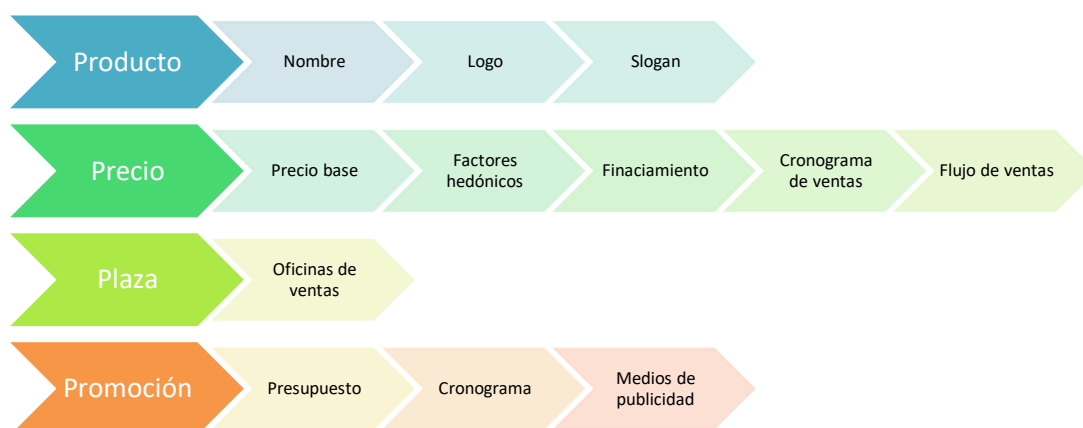 Producto
Nombre
Logo
Slogan
Precio
Precio base
Factores
hedónicos
Finaciamiento
Cronograma
de ventas
Flujo de ventas
Plaza
Oficinas de
ventas
Promoción
Presupuesto
Cronograma
Medios de
publicidad